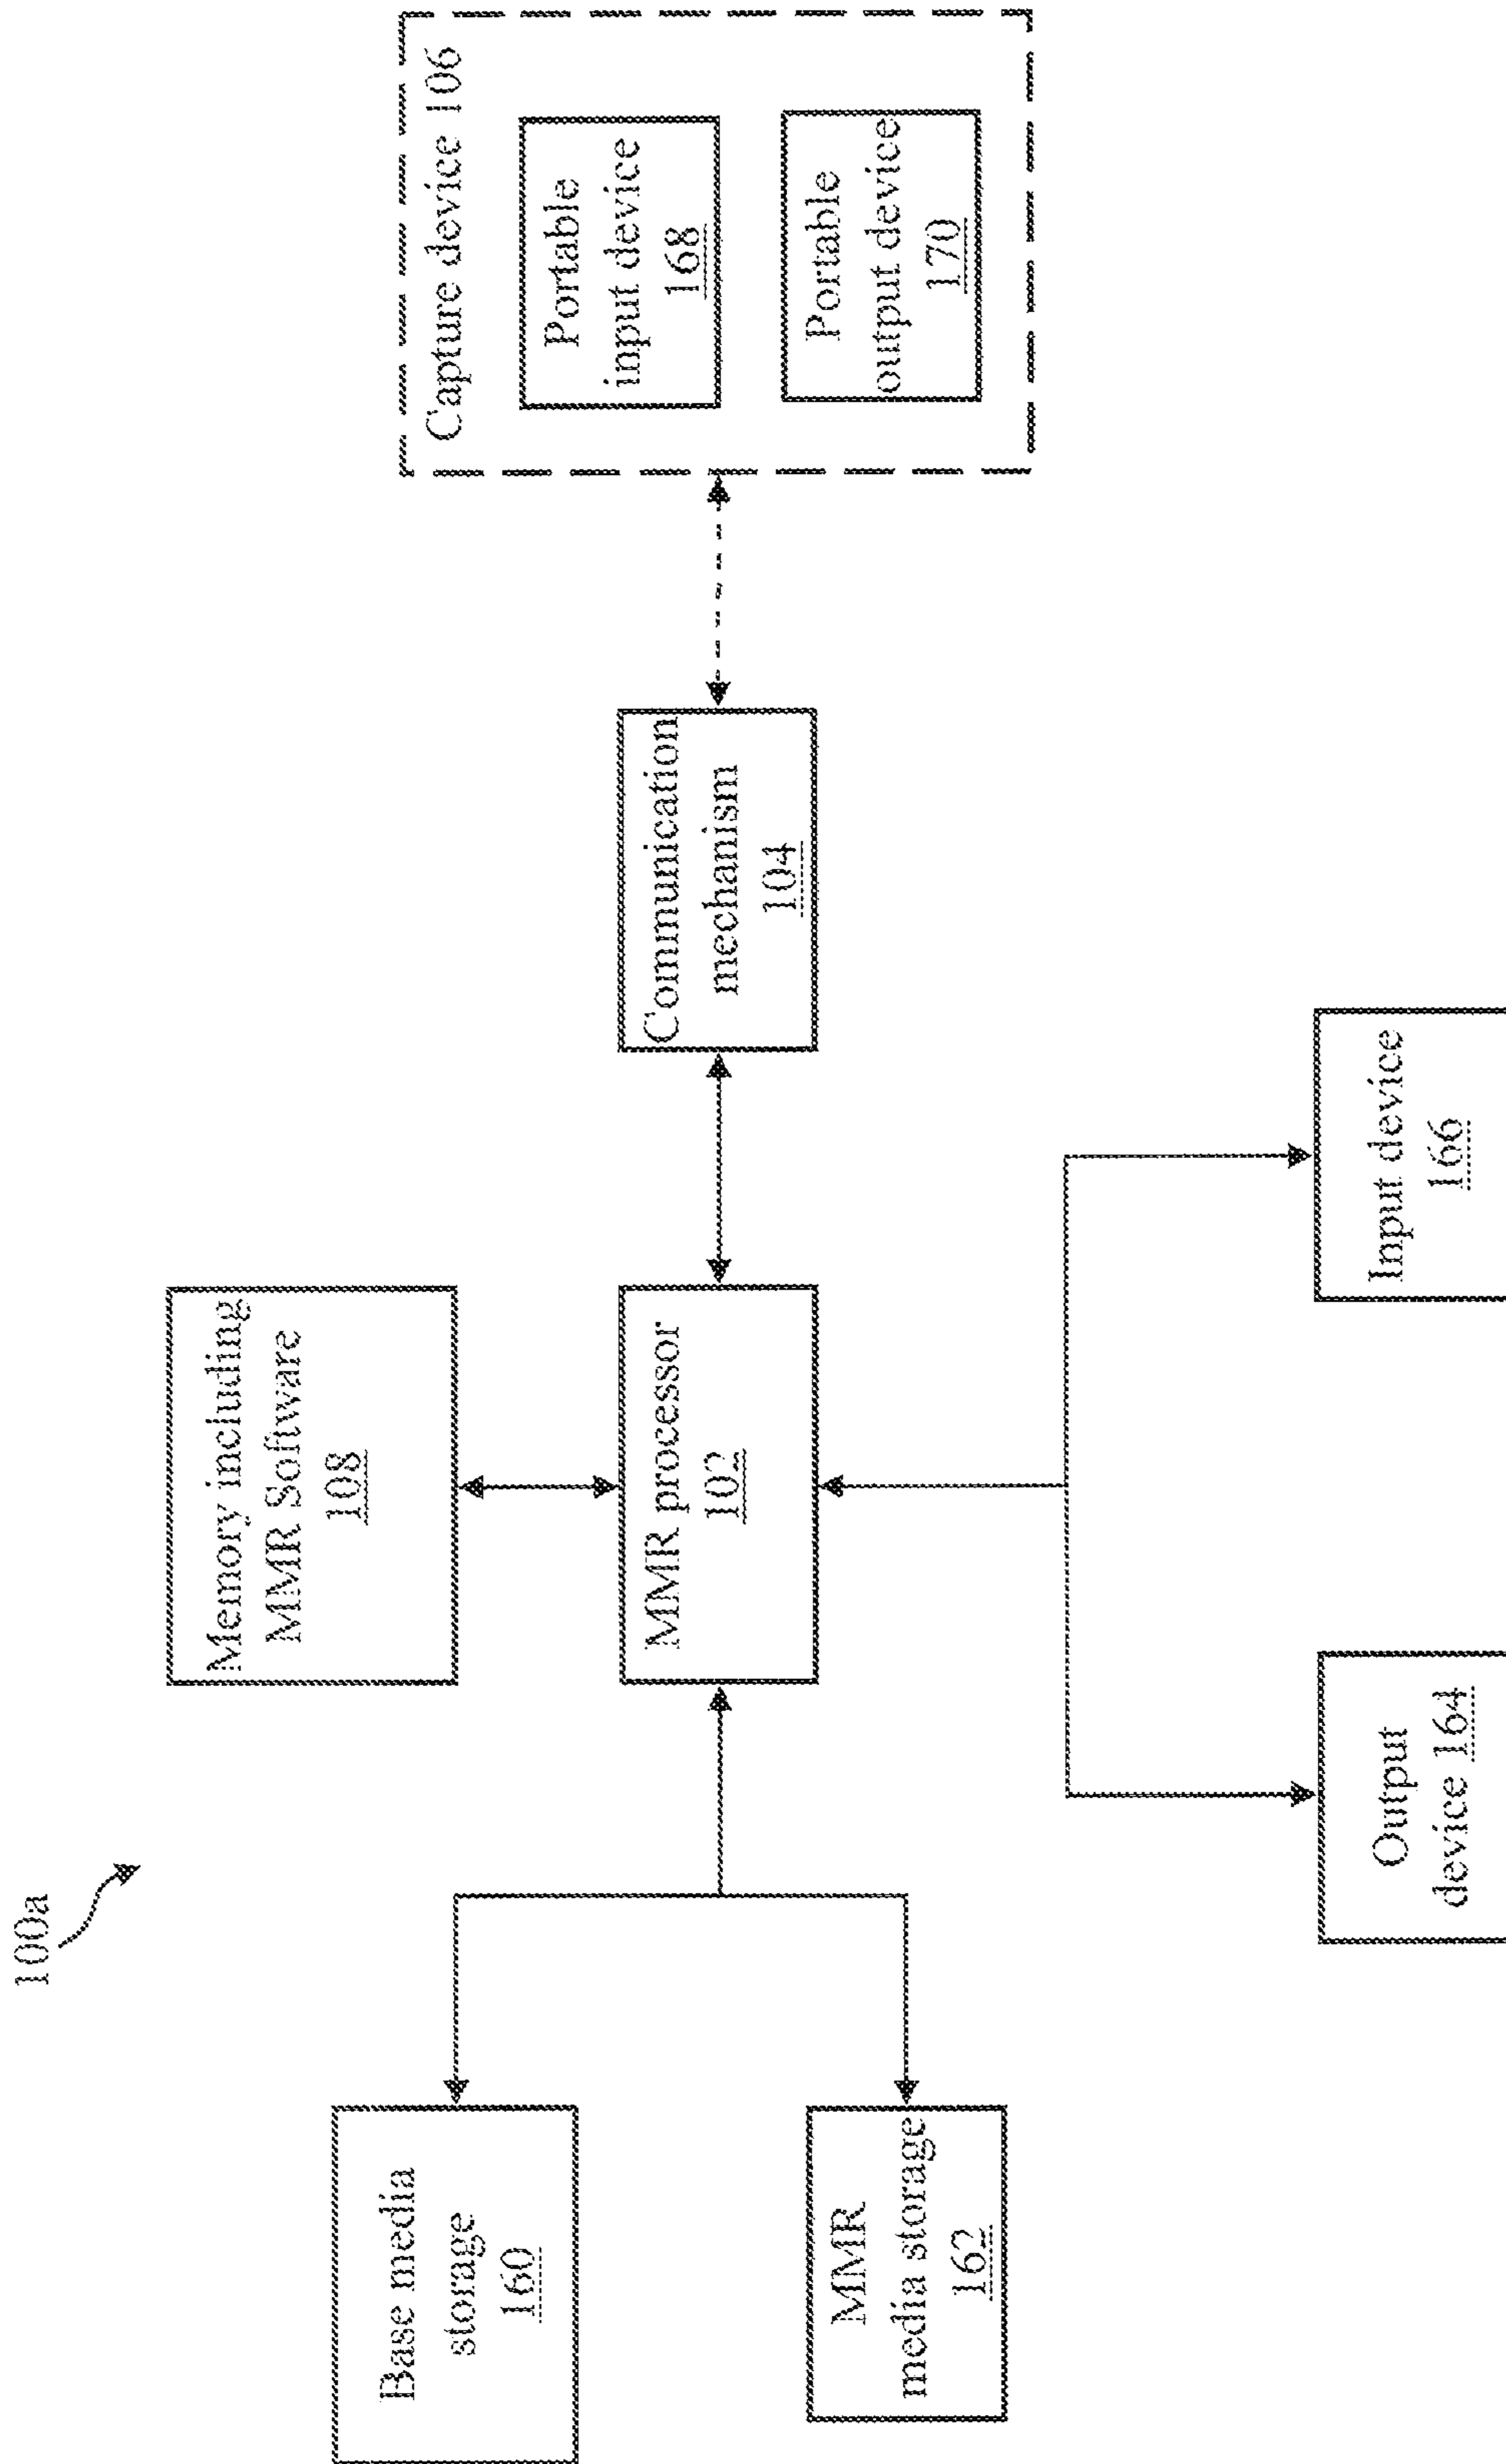 100a
Memory including
MMR Software
108
Base media
storage
160
MMR processor
102
Communication
mechanism
104
Capture device 106
Portable
input device
168
Portable
output device
170
MMR
media storage
162
Output
device 164
Input device
166